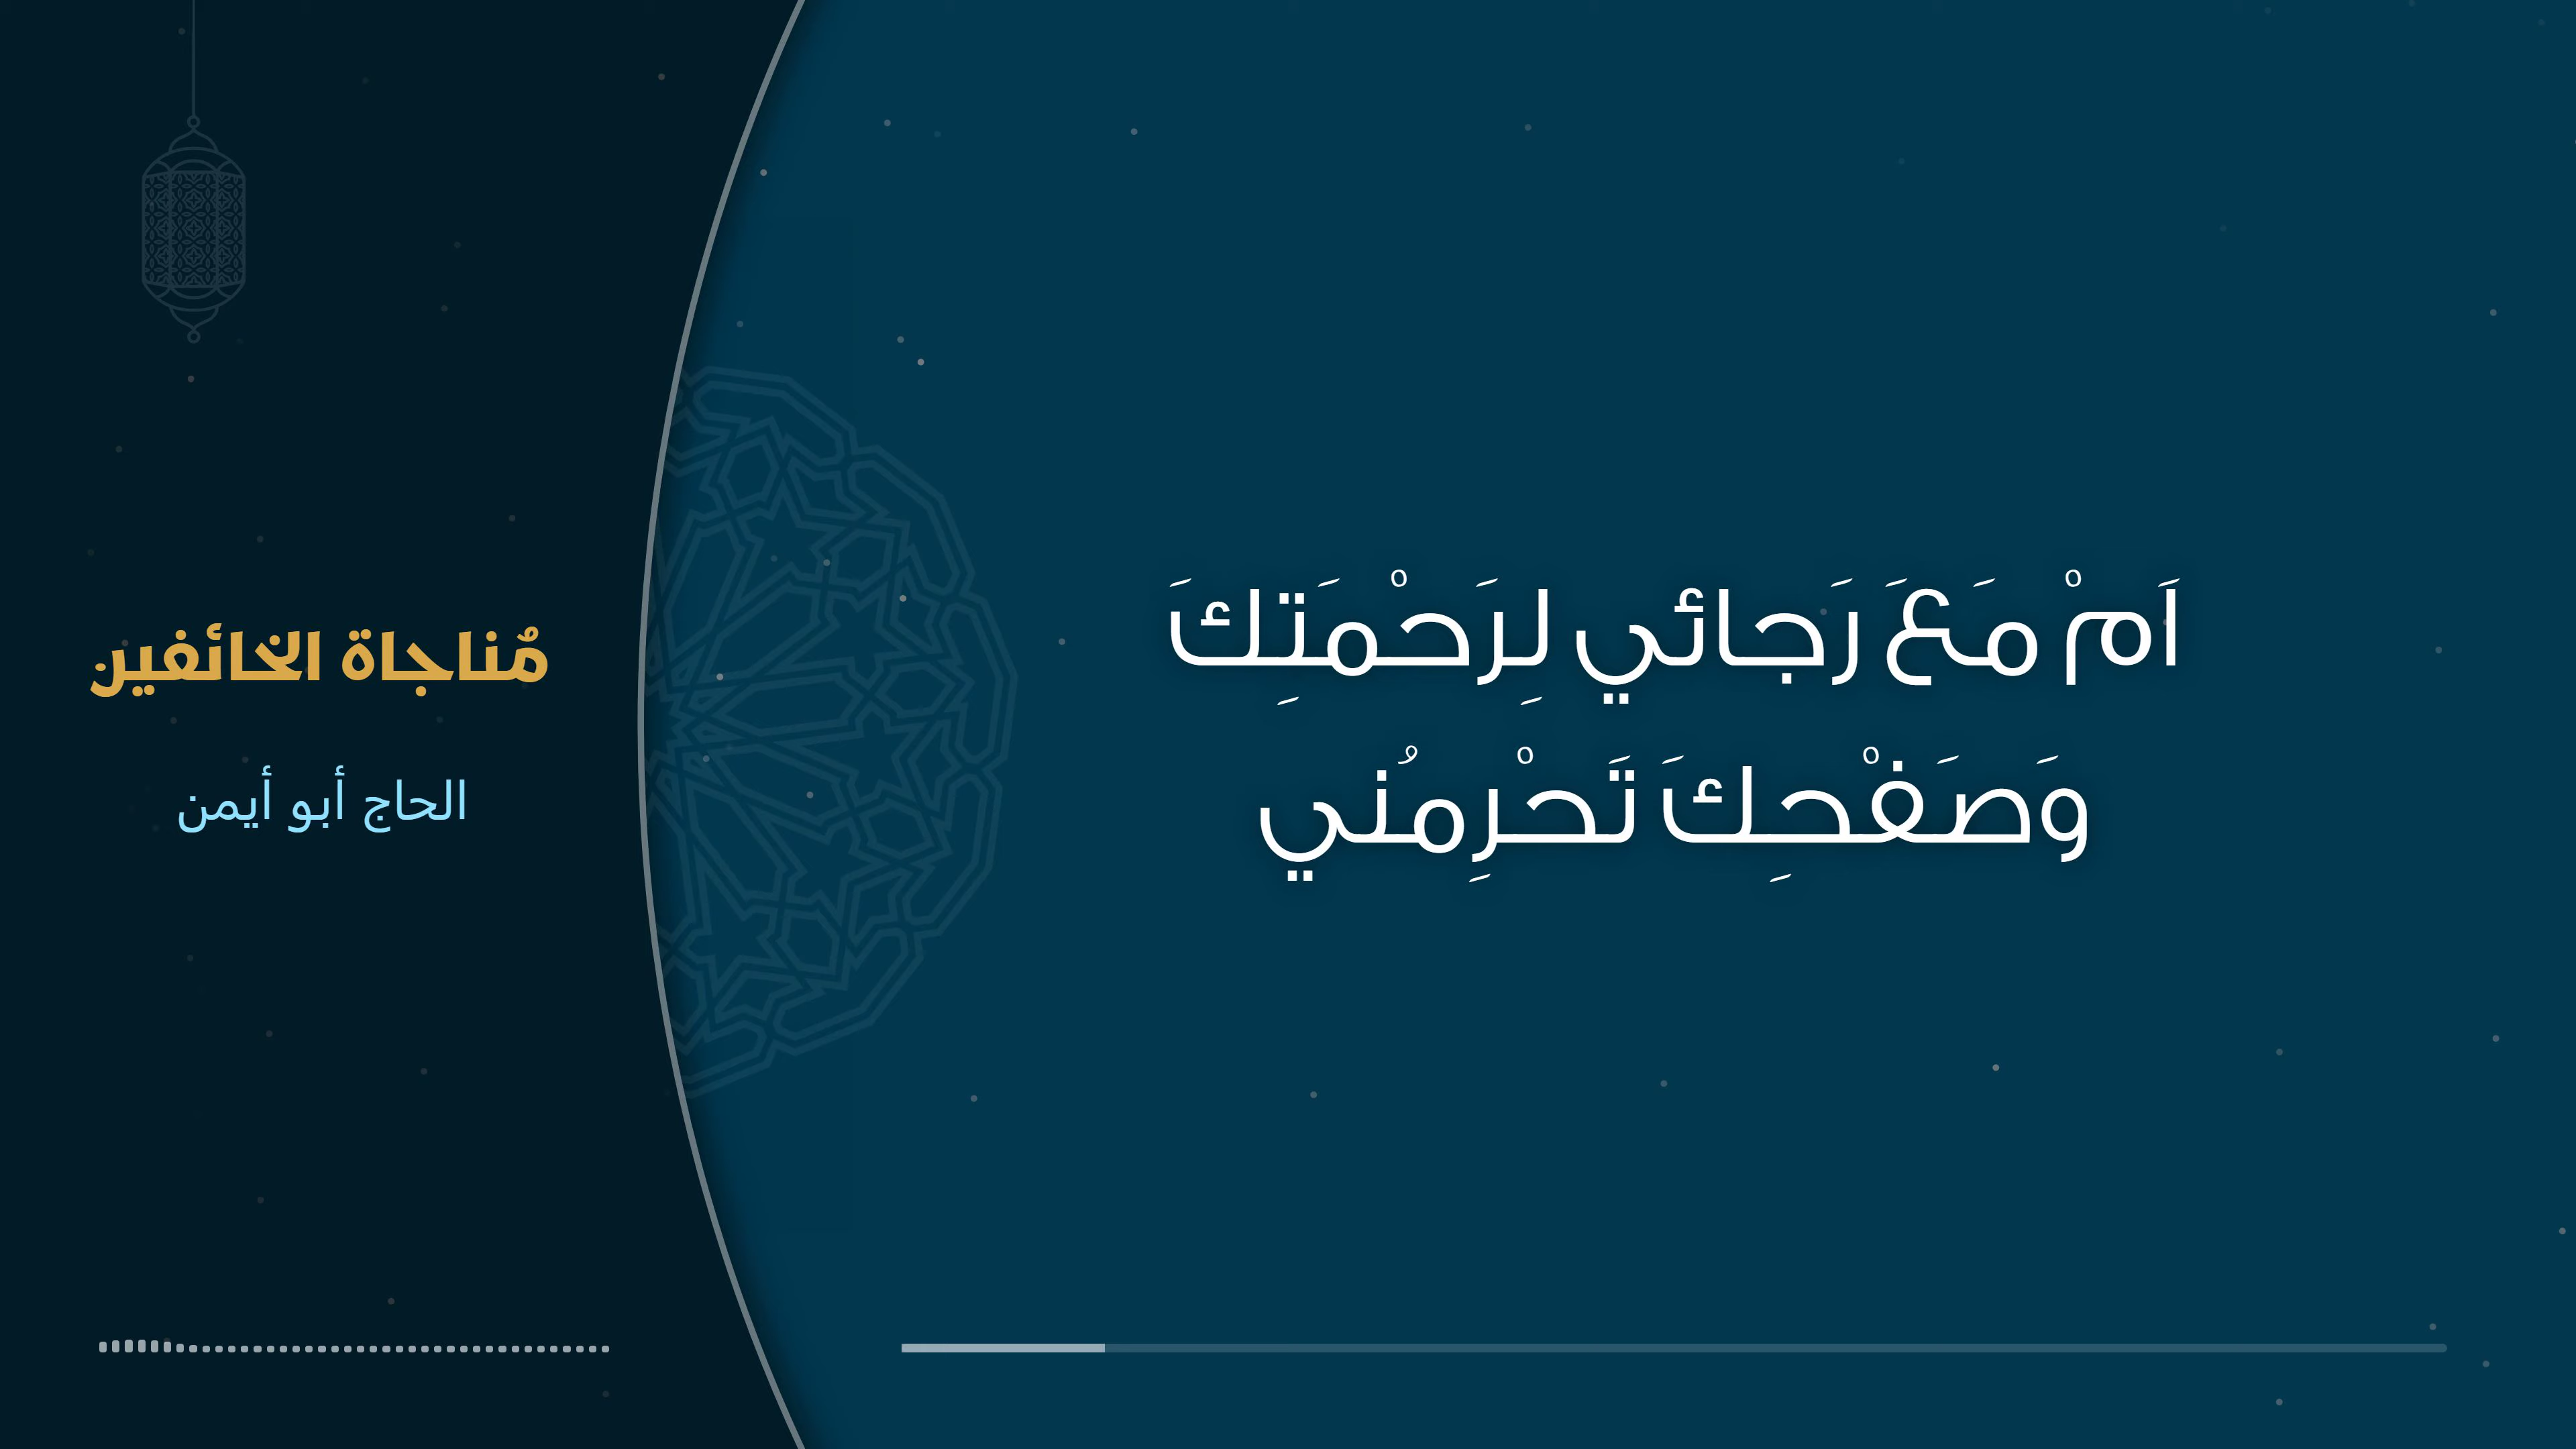 اَمْ مَعَ رَجائي لِرَحْمَتِكَ
وَصَفْحِكَ تَحْرِمُني
مُناجاة الخائفين
الحاج أبو أيمن